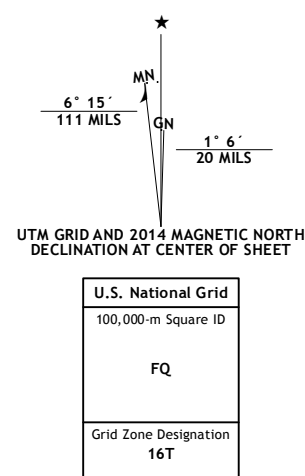 ★
MN
GN
6° 15´
111 MILS
1° 6´
20 MILS
UTM GRID AND 2014 MAGNETIC NORTH
DECLINATION AT CENTER OF SHEET
U.S. National Grid
100,000-m Square ID
FQ
Grid Zone Designation
16T